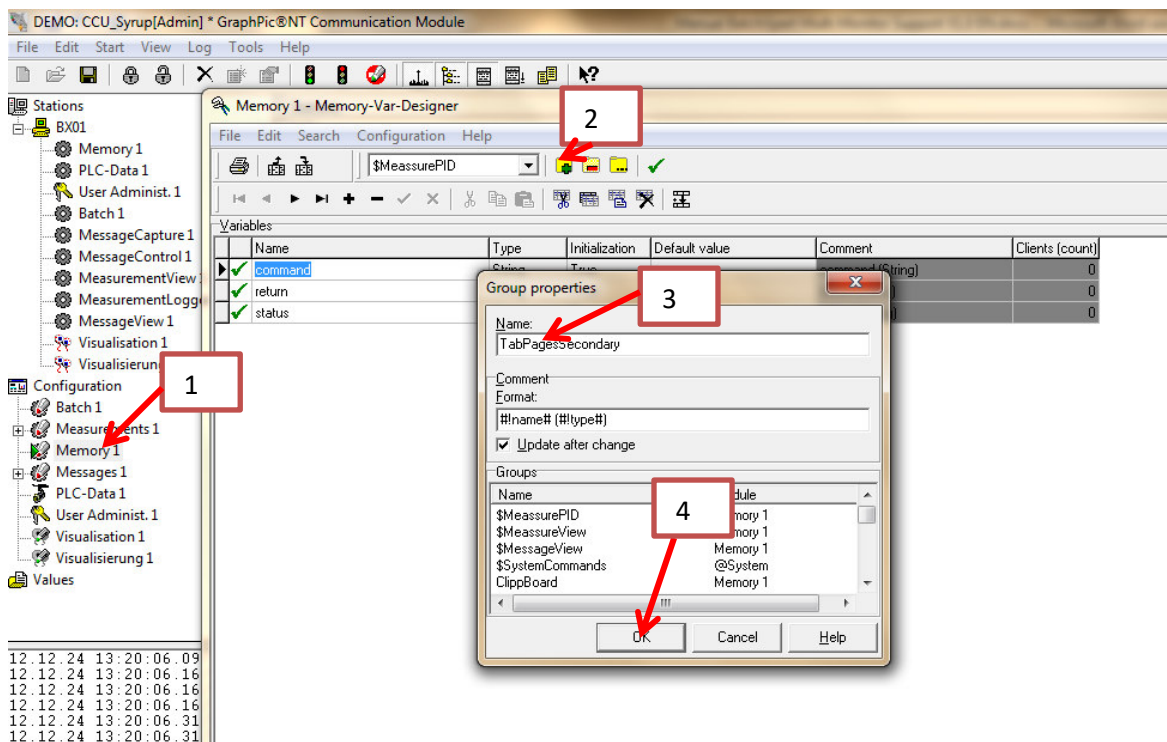 DEMO: CCU_Syrup[Admin] * GraphPic®NT Communication Module
File Edit Start View Log Tools Help
Stations
BX01
Memory 1
PLC-Data 1
User Administ. 1
Batch 1
MessageCapture 1
MessageControl 1
MeasurementView
MeasurementLogge
MessageView 1
Visualisation 1
Visualisierun
Configuration
Batch 1
Measurements 1
Memory 1
Messages 1
PLC-Data 1
User Administ. 1
Visualisation 1
Visualisierung 1
Values
12.12.24 13:20:06.09
12.12.24 13:20:06.16
12.12.24 13:20:06.16
12.12.24 13:20:06.16
12.12.24 13:20:06.31
12.12.24 13:20:06.31
1
Memory 1 - Memory-Var-Designer
2
File Edit Search Configuration Help
$MeassurePID
Variables
Name Type Initialization Default value Comment Clients (count)
command String True command (String) 0
return 0
status 0
Group properties
3
Name:
TabPagesSecondary
Comment
Format:
#!name# (#!type#)
Update after change
Groups
Name dule
$MeassurePID mory 1
$MeassureView mory 1
$MessageView Memory 1
$SystemCommands @System
ClippBoard Memory 1
4
OK Cancel Help